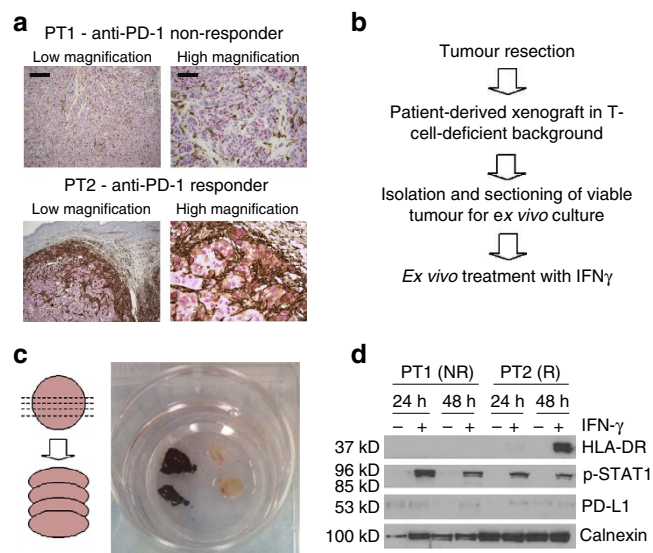 a
PT1 - anti-PD-1 non-responder
Low magnification
High magnification
PT2 - anti-PD-1 responder
Low magnification
High magnification
b
Tumour resection
Patient-derived xenograft in T-
cell-deficient background
Isolation and sectioning of viable
tumour for ex vivo culture
Ex vivo treatment with IFNγ
c
d
PT1 (NR) PT2 (R)
24 h 48 h 24 h 48 h
– + – + – + – + IFN-γ
37 kD HLA-DR
96 kD p-STAT1
85 kD
53 kD PD-L1
100 kD Calnexin